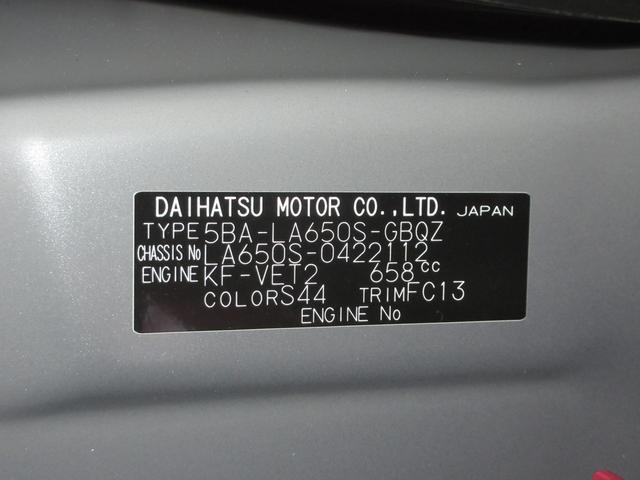 DAIHATSU MOTOR CO.,LTD. JAPAN
TYPE 5BA-LA650S-GBQZ
CHASSIS No LA650S-0422112
ENGINE KF-VET2 658cc
COLOR S44 TRIM FC13
ENGINE No